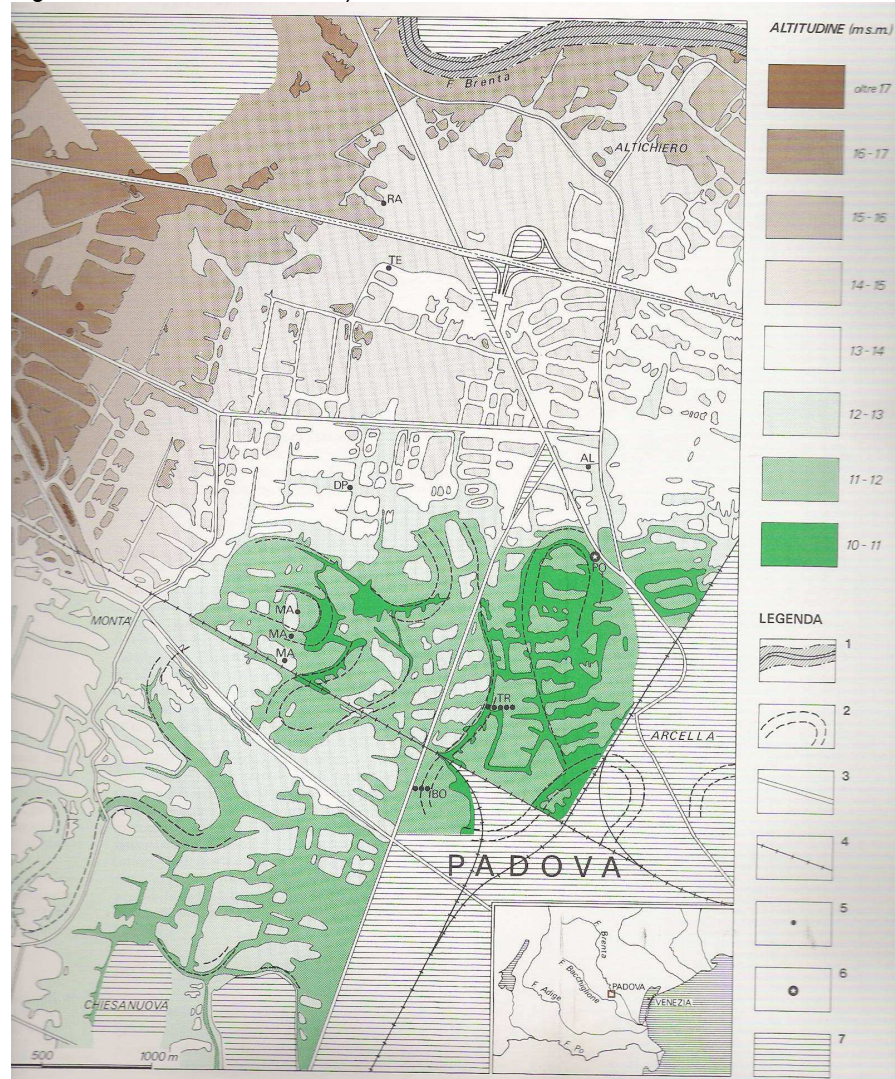 ALTITUDINE (m s.m.)
oltre 17
16 - 17
15 - 16
14 - 15
13 - 14
12 - 13
11 - 12
10 - 11
LEGENDA
1
2
3
4
5
6
7
F. Brenta
ALTICHIERO
RA
TE
AL
DP
PO
MA
MA
MA
MONTA'
TR
ARCELLA
IBO
PADOVA
CHIESANUOVA
500
1000 m
F. Brenta
F. Bacchiglione
PADOVA
F. Adige
VENEZIA
F. Po